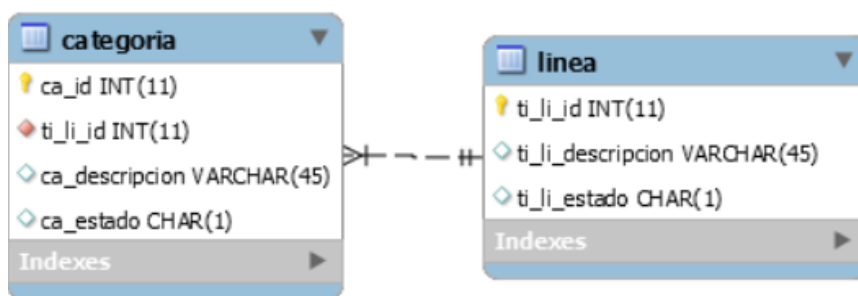 categoria
ca_id INT(11)
ti_li_id INT(11)
ca_descripcion VARCHAR(45)
ca_estado CHAR(1)
Indexes
linea
ti_li_id INT(11)
ti_li_descripcion VARCHAR(45)
ti_li_estado CHAR(1)
Indexes